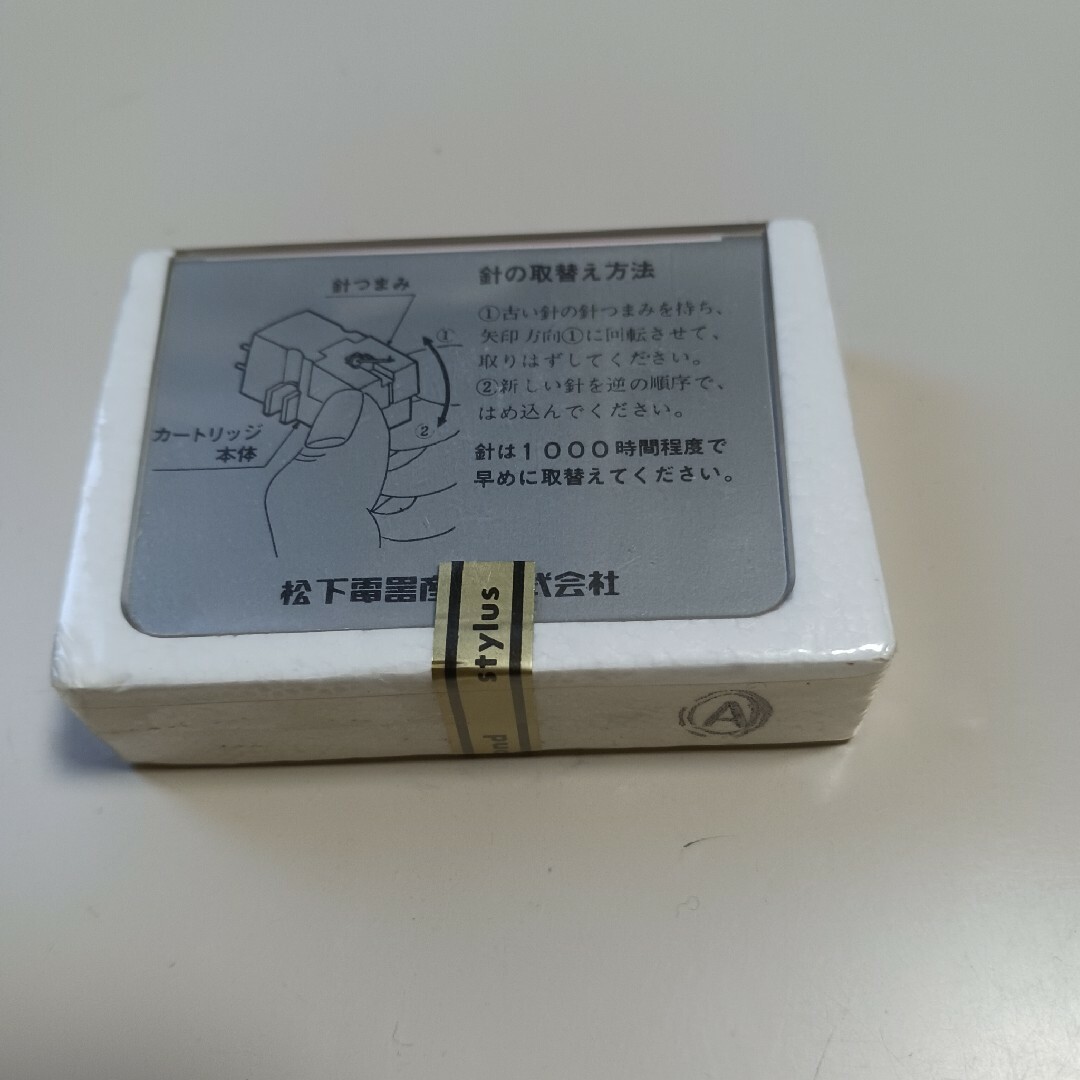 針つまみ
①
②
カートリッジ
本体
針の取替え方法
①古い針の針つまみを持ち、
矢印方向①に回転させて、
取りはずしてください。
②新しい針を逆の順序で、
はめ込んでください。
針は1000時間程度で
早めに取替えてください。
松下電器産 式会社
stylus
A